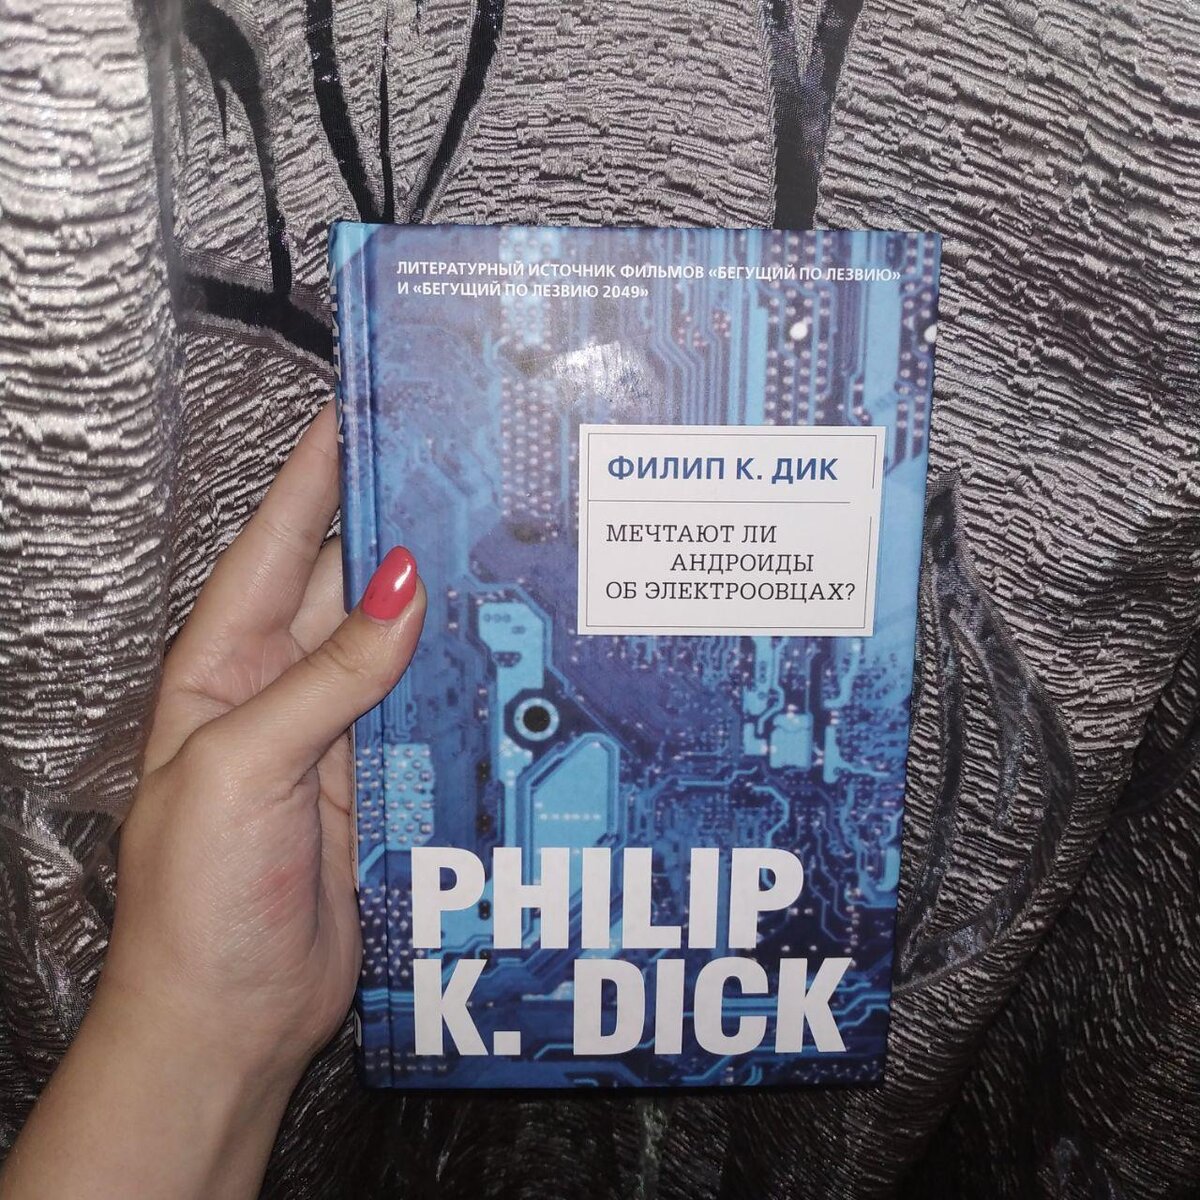 ЛИТЕРАТУРНЫЙ ИСТОЧНИК ФИЛЬМОВ «БЕГУЩИЙ ПО ЛЕЗВИЮ»
И «БЕГУЩИЙ ПО ЛЕЗВИЮ 2049»
ФИЛИП К. ДИК
МЕЧТАЮТ ЛИ
АНДРОИДЫ
ОБ ЭЛЕКТРООВЦАХ?
PHILIP
K. DICK